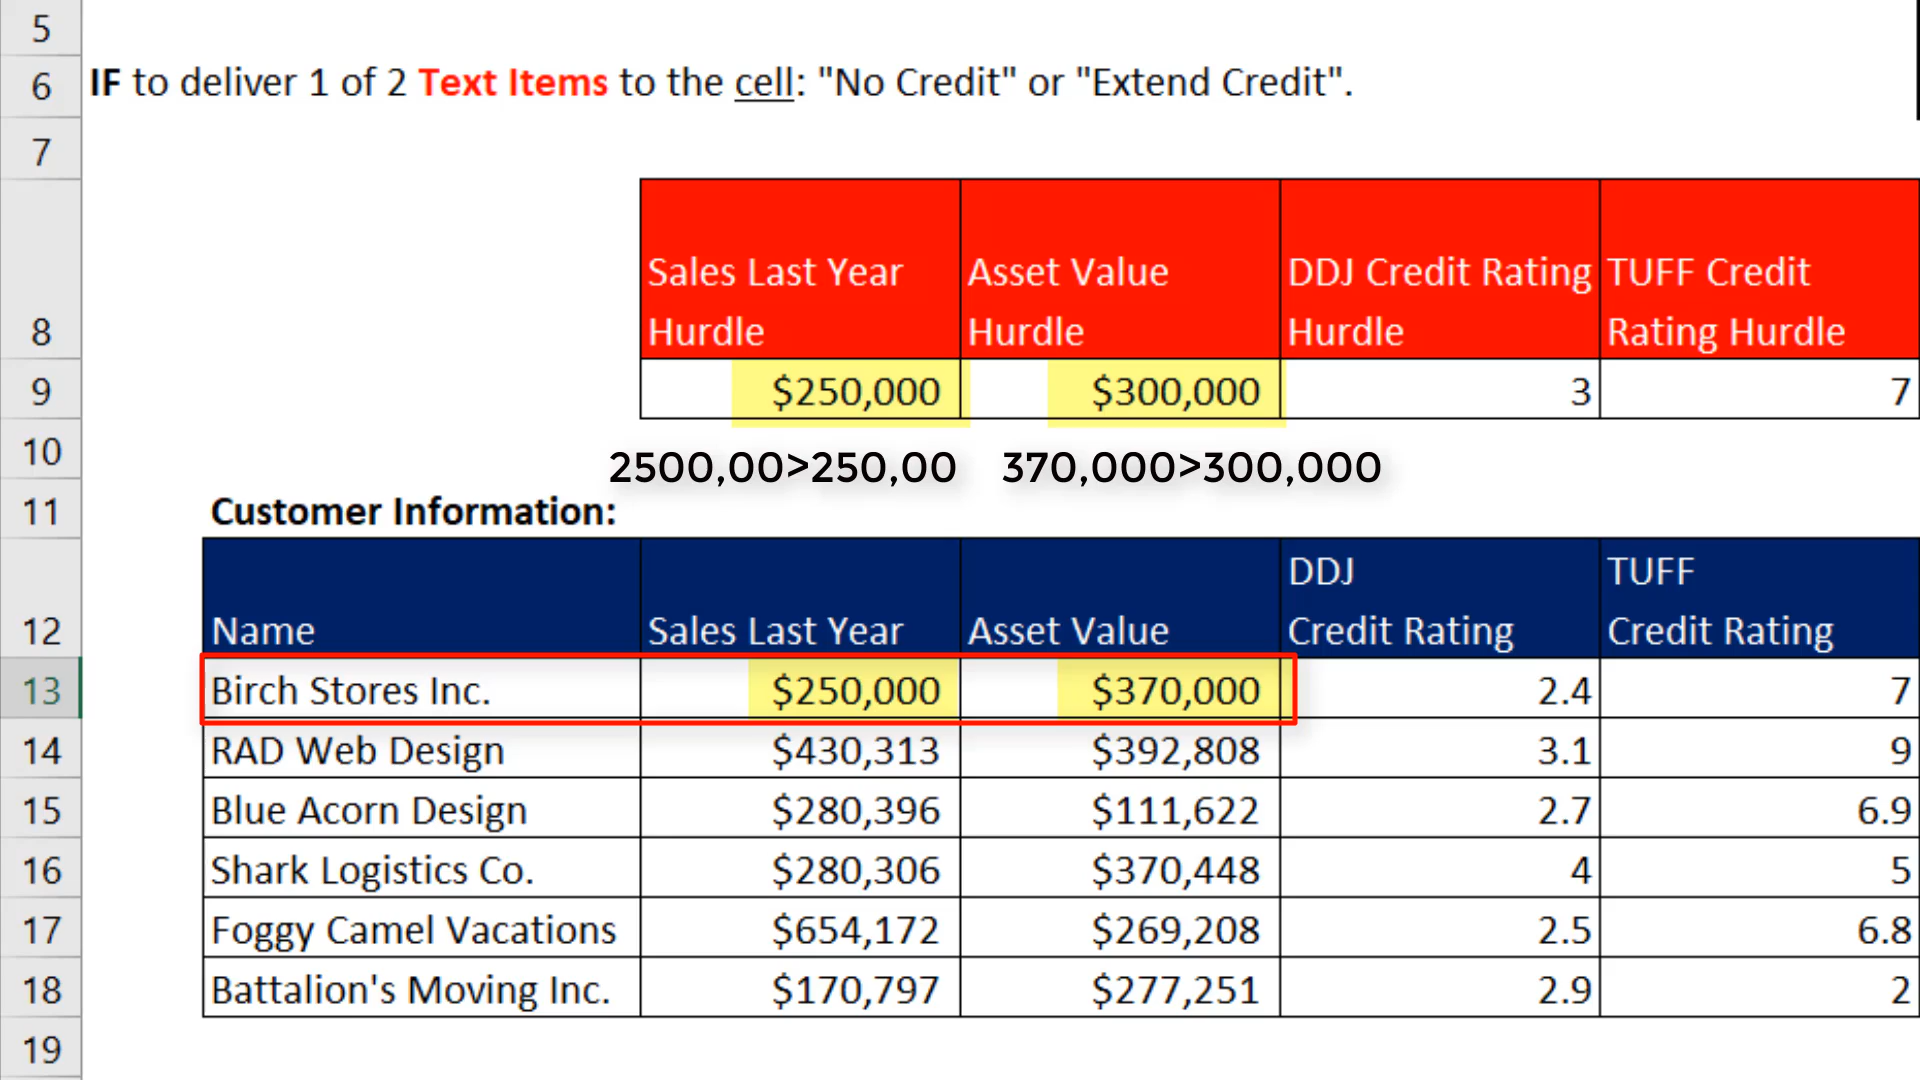 5
6 IF to deliver 1 of 2 Text Items to the cell: "No Credit" or "Extend Credit".
7
Sales Last Year Asset Value DDJ Credit Rating TUFF Credit
8 Hurdle Hurdle Hurdle Rating Hurdle
9 $250,000 $300,000 3 7
10 2500,00>250,00 370,000>300,000
11 Customer Information:
DDJ TUFF
12 Name Sales Last Year Asset Value Credit Rating Credit Rating
13 Birch Stores Inc. $250,000 $370,000 2.4 7
14 RAD Web Design $430,313 $392,808 3.1 9
15 Blue Acorn Design $280,396 $111,622 2.7 6.9
16 Shark Logistics Co. $280,306 $370,448 4 5
17 Foggy Camel Vacations $654,172 $269,208 2.5 6.8
18 Battalion's Moving Inc. $170,797 $277,251 2.9 2
19